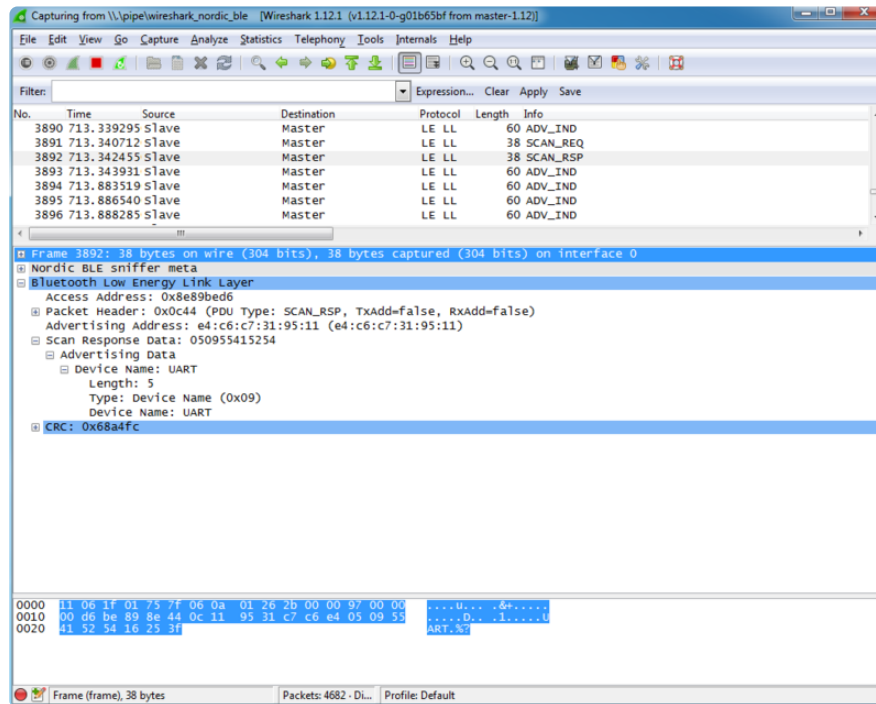 Capturing from \\.\pipe\wireshark_nordic_ble [Wireshark 1.12.1 (v1.12.1-0-g01b65bf from master-1.12)]
File Edit View Go Capture Analyze Statistics Telephony Tools Internals Help
Filter: Expression... Clear Apply Save
No. Time Source Destination Protocol Length Info
3890 713.339295 Slave Master LE LL 60 ADV_IND
3891 713.340712 Slave Master LE LL 38 SCAN_REQ
3892 713.342455 Slave Master LE LL 38 SCAN_RSP
3893 713.343931 Slave Master LE LL 60 ADV_IND
3894 713.883519 Slave Master LE LL 60 ADV_IND
3895 713.886540 Slave Master LE LL 60 ADV_IND
3896 713.888285 Slave Master LE LL 60 ADV_IND
Frame 3892: 38 bytes on wire (304 bits), 38 bytes captured (304 bits) on interface 0
Nordic BLE sniffer meta
Bluetooth Low Energy Link Layer
Access Address: 0x8e89bed6
Packet Header: 0x0c44 (PDU Type: SCAN_RSP, TxAdd=false, RxAdd=false)
Advertising Address: e4:c6:c7:31:95:11 (e4:c6:c7:31:95:11)
Scan Response Data: 050955415254
Advertising Data
Device Name: UART
Length: 5
Type: Device Name (0x09)
Device Name: UART
CRC: 0x68a4fc
0000 11 06 1f 01 75 7f 06 0a 01 26 2b 00 00 97 00 00 ....u... .&+.....
0010 00 d6 be 89 8e 44 0c 11 95 31 c7 c6 e4 05 09 55 .....D.. .1.....U
0020 41 52 54 16 25 3f ART.%?
Frame (frame), 38 bytes Packets: 4682 · Di... Profile: Default